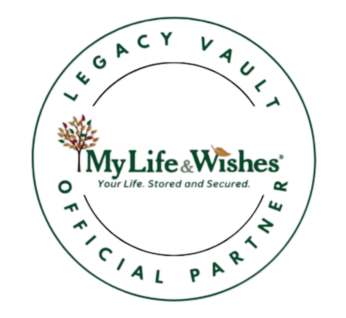 LEGACY VAULT
MyLife&Wishes®
Your Life. Stored and Secured.
OFFICIAL PARTNER